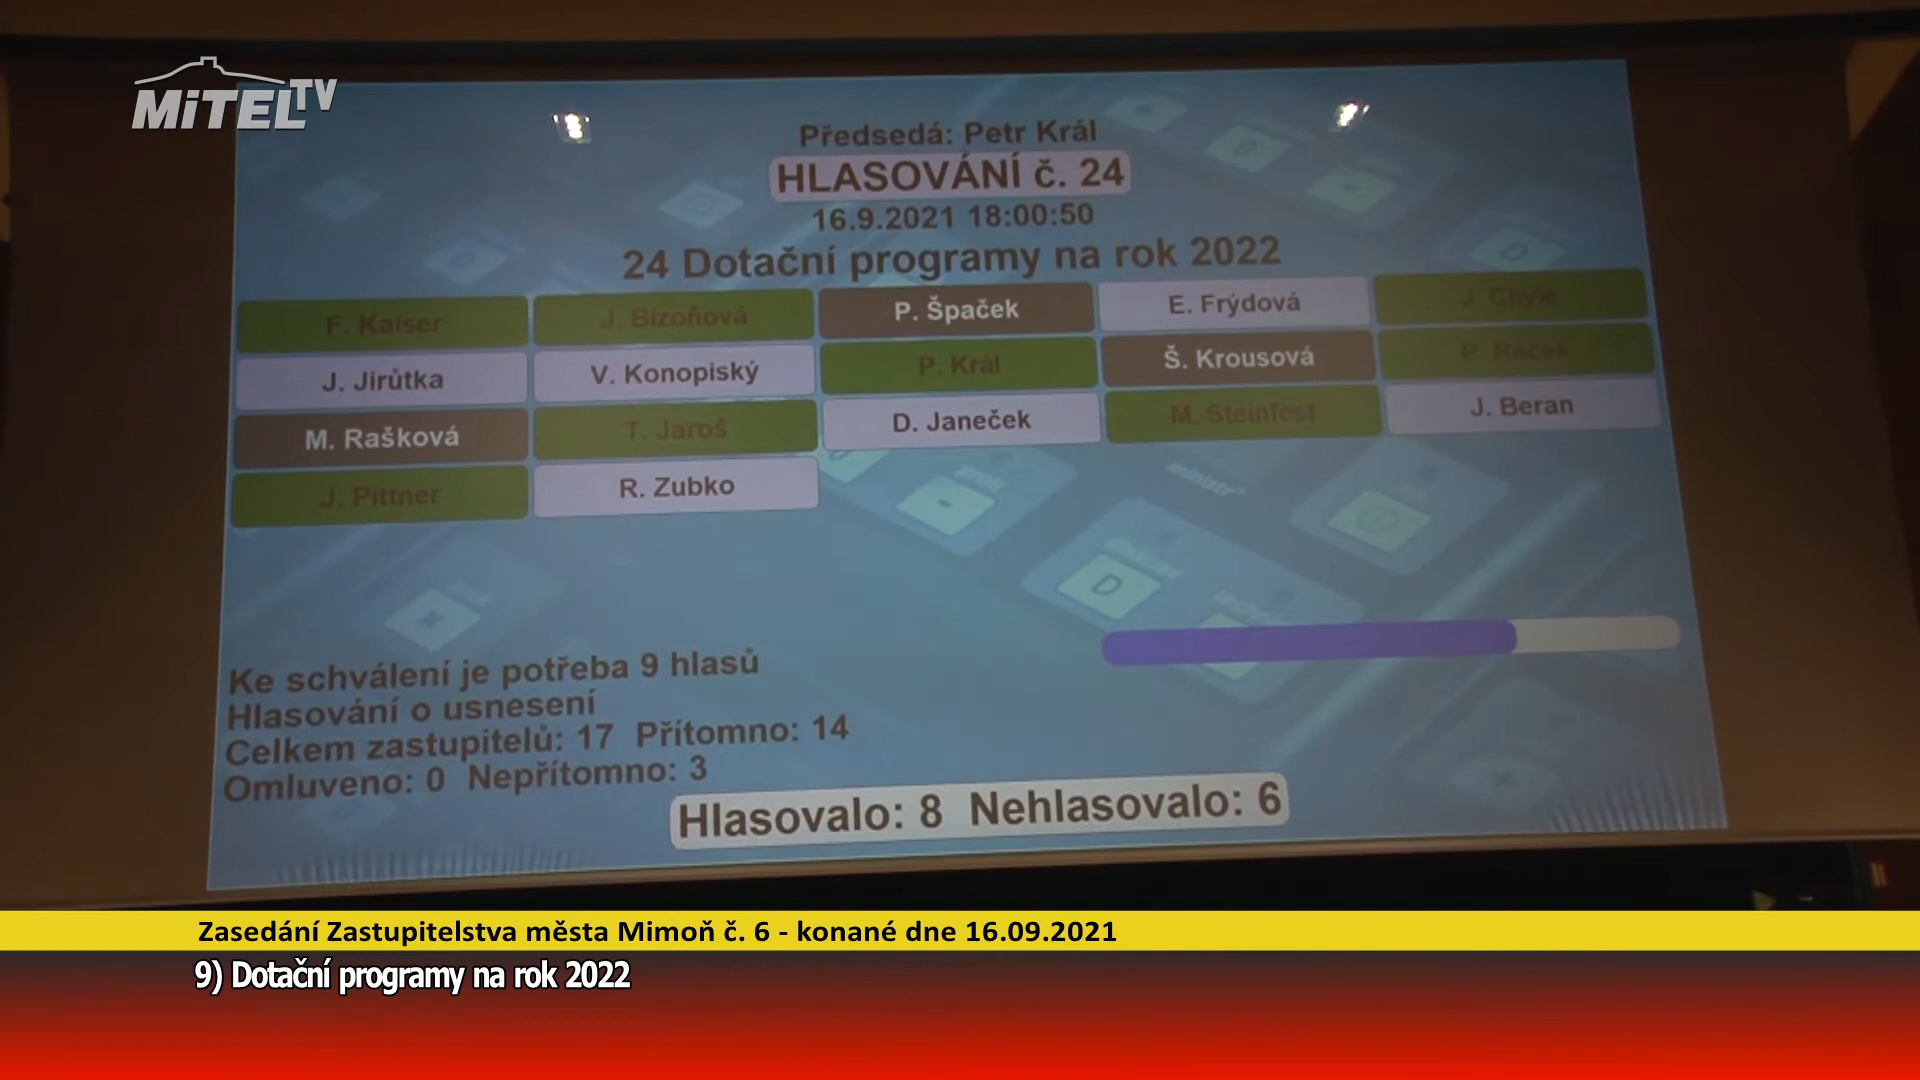 MiTEL TV
Předsedá: Petr Král
HLASOVÁNÍ č. 24
16.9.2021 18:00:50
24 Dotační programy na rok 2022
F. Kaiser J. Bizoňová P. Špaček E. Frýdová J. Chyle
J. Jirůtka V. Konopiský P. Král Š. Krousová P. Ráček
M. Rašková T. Jaroš D. Janeček M. Steinfest J. Beran
J. Pittner R. Zubko
Ke schválení je potřeba 9 hlasů
Hlasování o usnesení
Celkem zastupitelů: 17 Přítomno: 14
Omluveno: 0 Nepřítomno: 3
Hlasovalo: 8 Nehlasovalo: 6
Zasedání Zastupitelstva města Mimoň č. 6 - konané dne 16.09.2021
9) Dotační programy na rok 2022